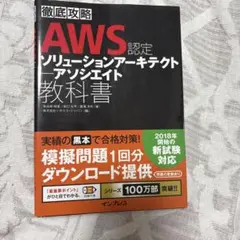 徹底攻略
AWS認定
ソリューションアーキテクト
－アソシエイト
教科書
実績の黒本で合格対策！
模擬問題1回分
ダウンロード提供
2018年
開始の
新試験
対応
シリーズ100万部突破!!
インプレス